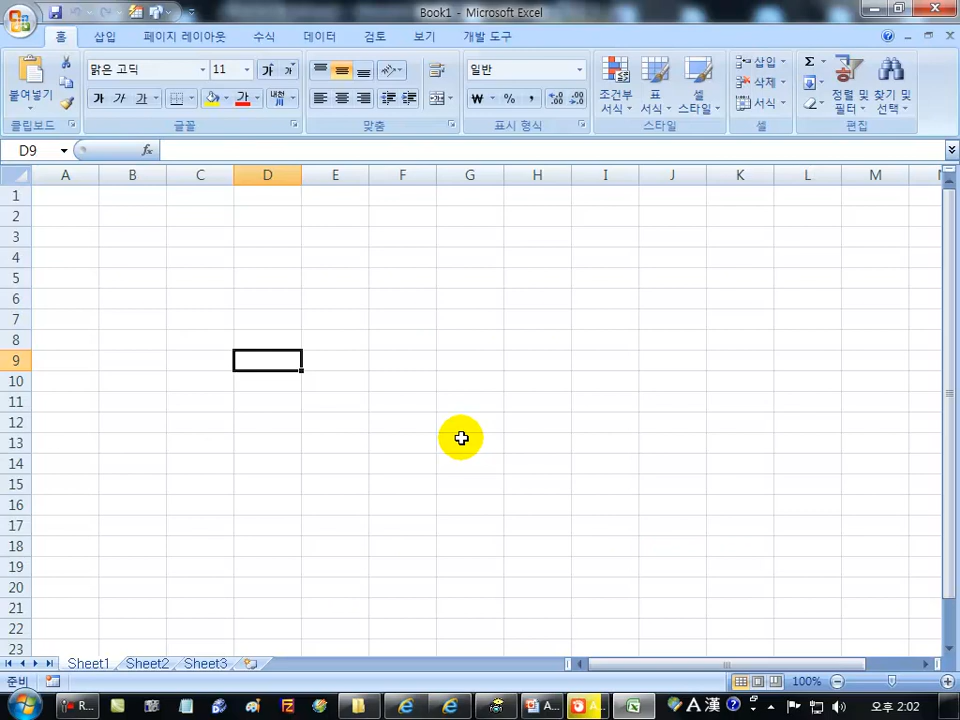 Book1 - Microsoft Excel
홈 삽입 페이지 레이아웃 수식 데이터 검토 보기 개발 도구
붙여넣기
맑은 고딕 11 가 가
가 가 가 가 내천
일반
₩ % ,
조건부 서식 표 서식 셀 스타일
삽입
삭제
서식
Σ
정렬 및 필터 찾기 및 선택
클립보드 글꼴 맞춤 표시 형식 스타일 셀 편집
D9 fx
A B C D E F G H I J K L M N
1
2
3
4
5
6
7
8
9
10
11
12
13
14
15
16
17
18
19
20
21
22
23
Sheet1 Sheet2 Sheet3
준비 100%
R... A... A... A 漢 오후 2:02